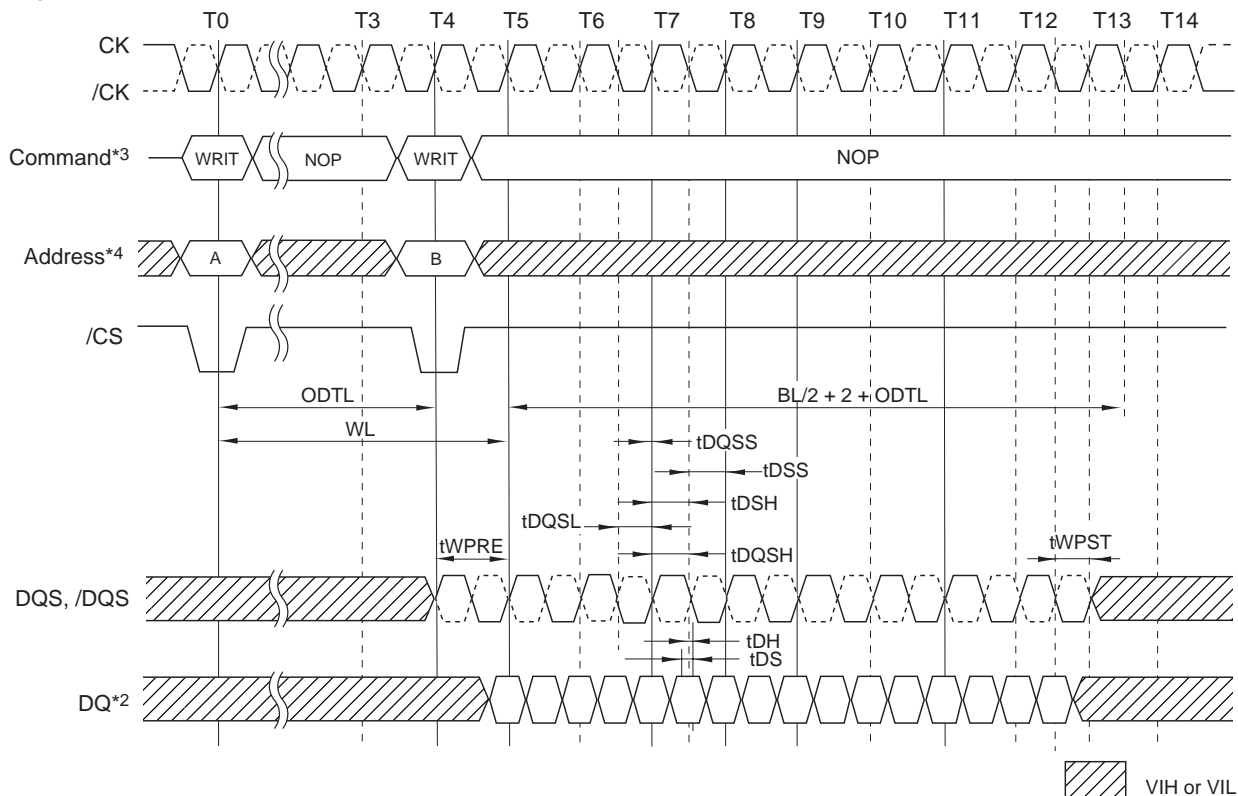 T0 T3 T4 T5 T6 T7 T8 T9 T10 T11 T12 T13 T14
CK
/CK
Command*3
WRIT
NOP
WRIT
NOP
Address*4
A
B
/CS
ODTL
BL/2 + 2 + ODTL
WL
tDQSS
tDSS
tDSH
tDQSL
tWPRE
tDQSH
tWPST
DQS, /DQS
tDH
tDS
DQ*2
VIH or VIL